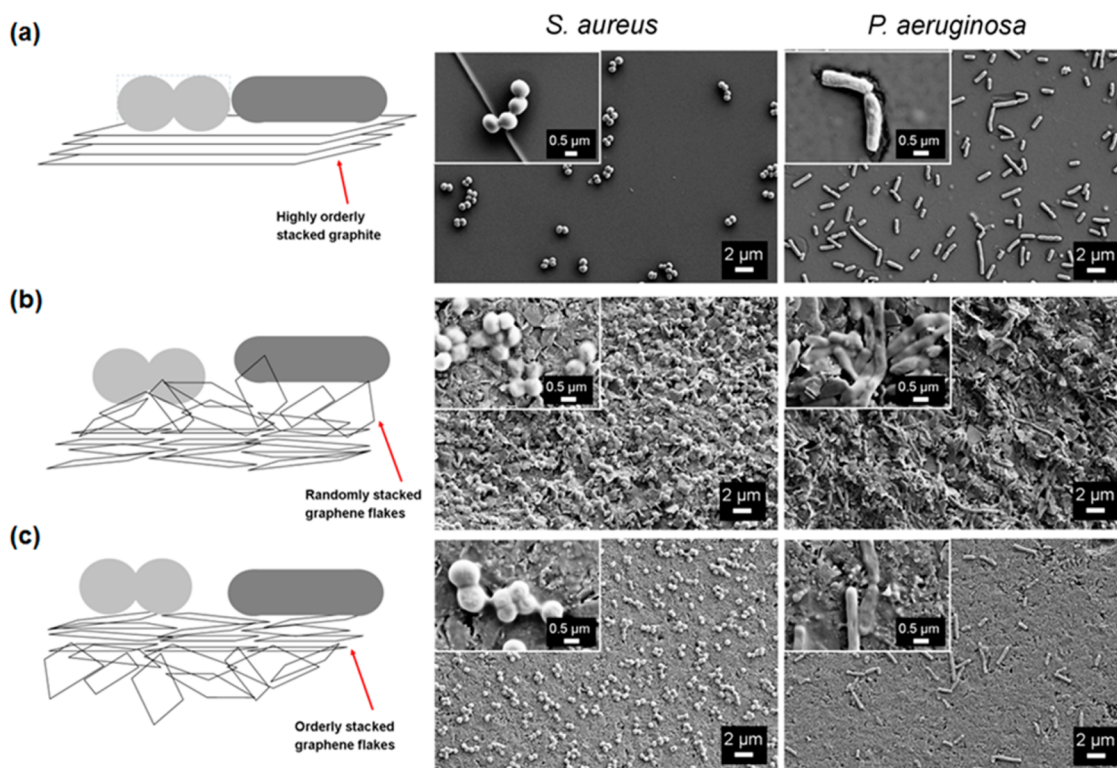 S. aureus
P. aeruginosa
(a)
0.5 µm
0.5 µm
Highly orderly
stacked graphite
2 µm
2 µm
(b)
0.5 µm
0.5 µm
Randomly stacked
graphene flakes
2 µm
2 µm
(c)
0.5 µm
0.5 µm
Orderly stacked
graphene flakes
2 µm
2 µm